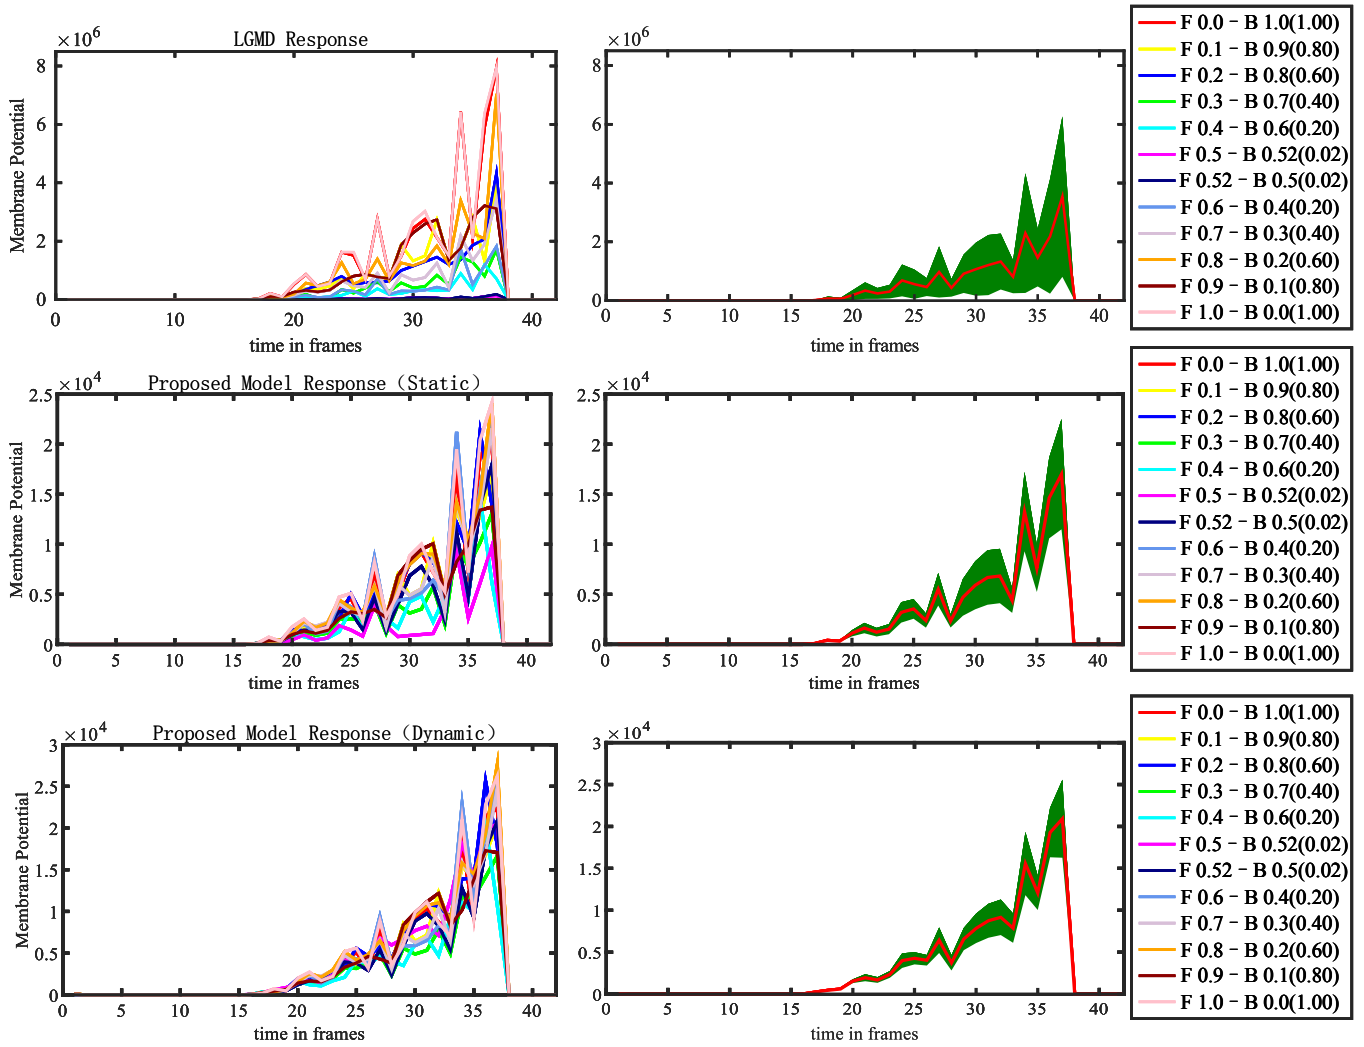 LGMD Response
×10⁶
8
6
4
2
0
0 10 20 30 40
Membrane Potential
time in frames
×10⁶
8
6
4
2
0
0 5 10 15 20 25 30 35 40
time in frames
F 0.0 − B 1.0(1.00)
F 0.1 − B 0.9(0.80)
F 0.2 − B 0.8(0.60)
F 0.3 − B 0.7(0.40)
F 0.4 − B 0.6(0.20)
F 0.5 − B 0.52(0.02)
F 0.52 − B 0.5(0.02)
F 0.6 − B 0.4(0.20)
F 0.7 − B 0.3(0.40)
F 0.8 − B 0.2(0.60)
F 0.9 − B 0.1(0.80)
F 1.0 − B 0.0(1.00)
Proposed Model Response (Static)
×10⁴
2.5
2
1.5
1
0.5
0
0 5 10 15 20 25 30 35 40
Membrane Potential
time in frames
×10⁴
2.5
2
1.5
1
0.5
0
0 5 10 15 20 25 30 35 40
time in frames
F 0.0 − B 1.0(1.00)
F 0.1 − B 0.9(0.80)
F 0.2 − B 0.8(0.60)
F 0.3 − B 0.7(0.40)
F 0.4 − B 0.6(0.20)
F 0.5 − B 0.52(0.02)
F 0.52 − B 0.5(0.02)
F 0.6 − B 0.4(0.20)
F 0.7 − B 0.3(0.40)
F 0.8 − B 0.2(0.60)
F 0.9 − B 0.1(0.80)
F 1.0 − B 0.0(1.00)
Proposed Model Response (Dynamic)
×10⁴
3
2.5
2
1.5
1
0.5
0
0 5 10 15 20 25 30 35 40
Membrane Potential
time in frames
×10⁴
3
2.5
2
1.5
1
0.5
0
0 5 10 15 20 25 30 35 40
time in frames
F 0.0 − B 1.0(1.00)
F 0.1 − B 0.9(0.80)
F 0.2 − B 0.8(0.60)
F 0.3 − B 0.7(0.40)
F 0.4 − B 0.6(0.20)
F 0.5 − B 0.52(0.02)
F 0.52 − B 0.5(0.02)
F 0.6 − B 0.4(0.20)
F 0.7 − B 0.3(0.40)
F 0.8 − B 0.2(0.60)
F 0.9 − B 0.1(0.80)
F 1.0 − B 0.0(1.00)